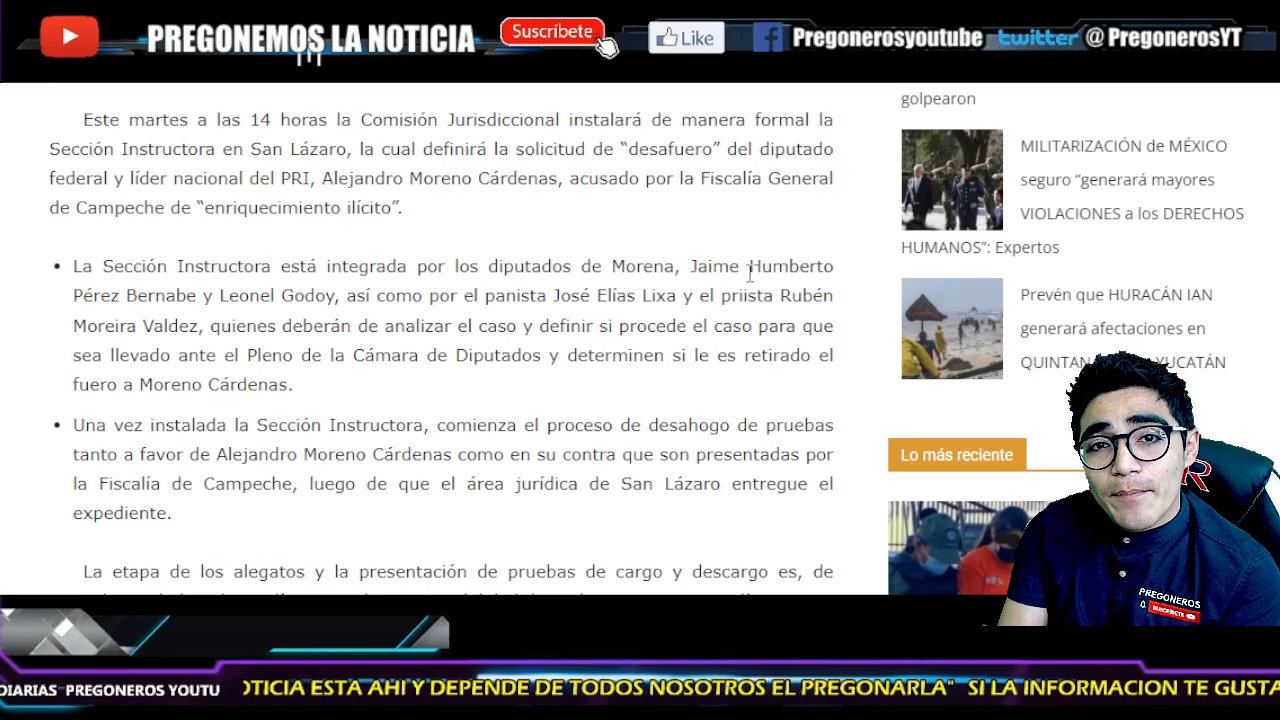 PREGONEMOS LA NOTICIA
Suscríbete
Like
Pregonerosyoutube
twitter @PregonerosYT
Este martes a las 14 horas la Comisión Jurisdiccional instalará de manera formal la
Sección Instructora en San Lázaro, la cual definirá la solicitud de “desafuero” del diputado
federal y líder nacional del PRI, Alejandro Moreno Cárdenas, acusado por la Fiscalía General
de Campeche de “enriquecimiento ilícito”.
• La Sección Instructora está integrada por los diputados de Morena, Jaime Humberto
Pérez Bernabe y Leonel Godoy, así como por el panista José Elías Lixa y el priista Rubén
Moreira Valdez, quienes deberán de analizar el caso y definir si procede el caso para que
sea llevado ante el Pleno de la Cámara de Diputados y determinen si le es retirado el
fuero a Moreno Cárdenas.
• Una vez instalada la Sección Instructora, comienza el proceso de desahogo de pruebas
tanto a favor de Alejandro Moreno Cárdenas como en su contra que son presentadas por
la Fiscalía de Campeche, luego de que el área jurídica de San Lázaro entregue el
expediente.
La etapa de los alegatos y la presentación de pruebas de cargo y descargo es, de
golpearon
MILITARIZACIÓN de MÉXICO
seguro “generará mayores
VIOLACIONES a los DERECHOS
HUMANOS”: Expertos
Prevén que HURACÁN IAN
generará afectaciones en
Lo más reciente
PREGONEROS
SUSCRIBETE
DIARIAS PREGONEROS YOUTU
OTICIA ESTA AHI Y DEPENDE DE TODOS NOSOTROS EL PREGONARLA" SI LA INFORMACION TE GUSTA